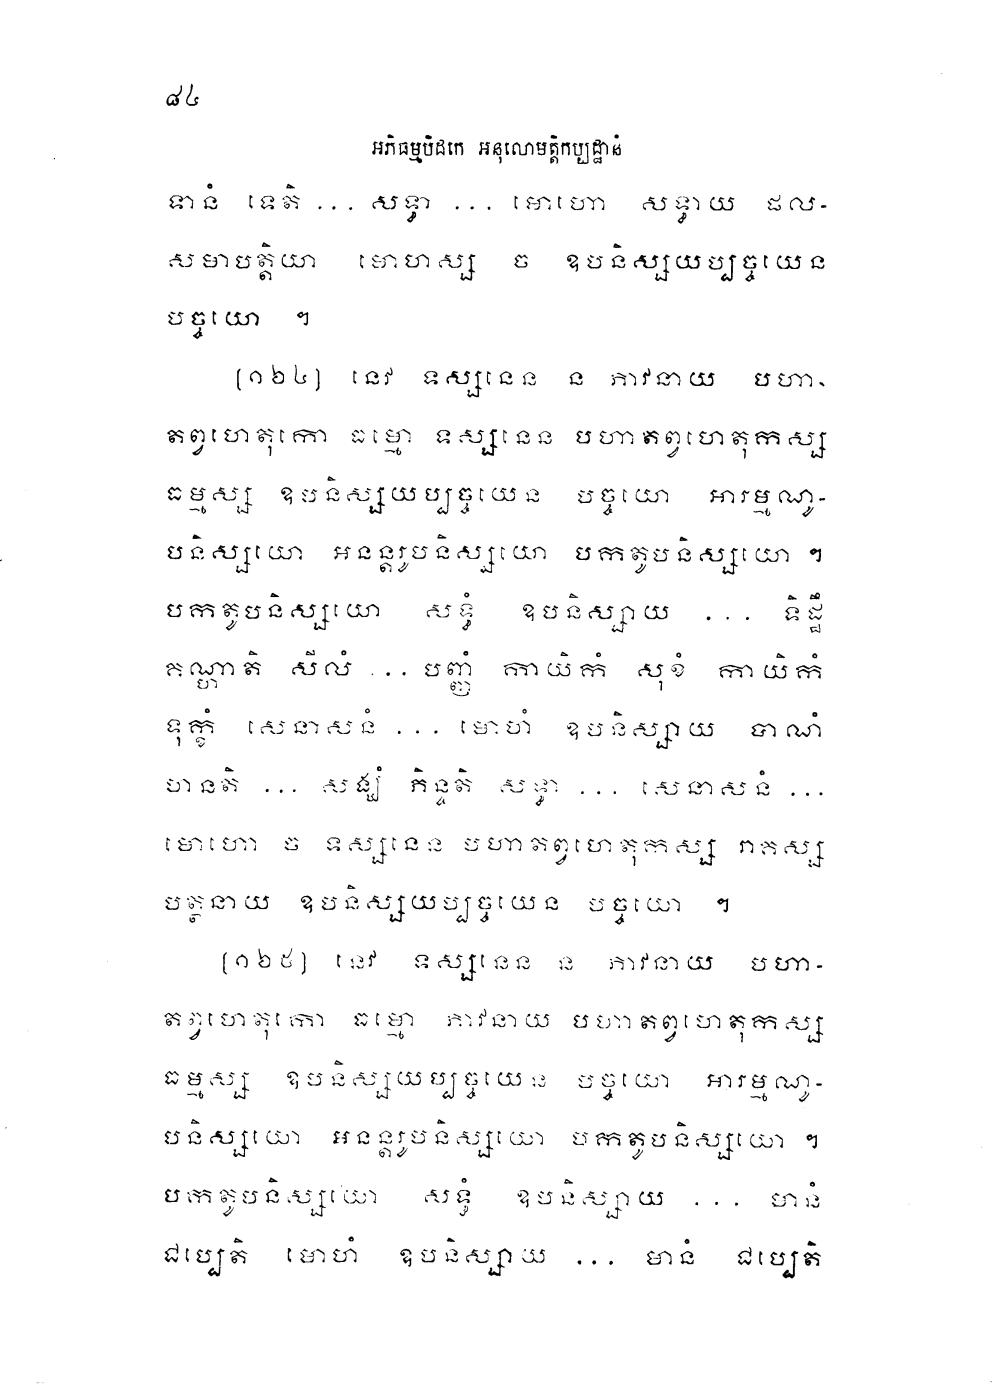 ៨៤
អភិធម្មបិដកេ អនុលោមត្តិកប្បដ្ឋានំ
ទានំ ទេតិ ... សទ្ធា ... មោហោ សទ្ធាយ ផល-
សមាបត្តិយា មោហស្ស ច ឧបនិស្សយប្បច្ចយេន
បច្ចយោ ។
(១២៤) នេវ ទស្សនេន ន ភាវនាយ បហា-
តព្វហេតុកោ ធម្មោ ទស្សនេន បហាតព្វហេតុកស្ស
ធម្មស្ស ឧបនិស្សយប្បច្ចយេន បច្ចយោ អារម្មណូ-
បនិស្សយោ អនន្តរូបនិស្សយោ បកតូបនិស្សយោ ។
បកតូបនិស្សយោ សទ្ធំ ឧបនិស្សាយ ... ទិដ្ឋឹ
គណ្ហាតិ សីលំ ... បញ្ញំ កាយិកំ សុខំ កាយិកំ
ទុក្ខំ សេនាសនំ ... មោហំ ឧបនិស្សាយ បាណំ
ហនតិ ... សង្ឃំ ភិន្ទតិ សទ្ធា ... សេនាសនំ ...
មោហោ ច ទស្សនេន បហាតព្វហេតុកស្ស រាគស្ស
បត្ថនាយ ឧបនិស្សយប្បច្ចយេន បច្ចយោ ។
(១២៥) នេវ ទស្សនេន ន ភាវនាយ បហា-
តព្វហេតុកោ ធម្មោ ភាវនាយ បហាតព្វហេតុកស្ស
ធម្មស្ស ឧបនិស្សយប្បច្ចយេន បច្ចយោ អារម្មណូ-
បនិស្សយោ អនន្តរូបនិស្សយោ បកតូបនិស្សយោ ។
បកតូបនិស្សយោ សទ្ធំ ឧបនិស្សាយ ... មានំ
ជប្បេតិ មោហំ ឧបនិស្សាយ ... មានំ ជប្បេតិ